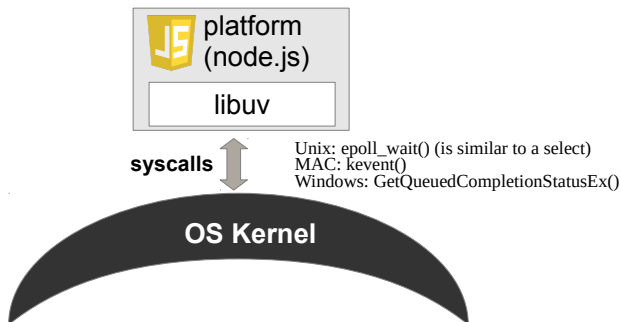 JS
platform
(node.js)
libuv
syscalls
Unix: epoll_wait() (is similar to a select)
MAC: kevent()
Windows: GetQueuedCompletionStatusEx()
OS Kernel